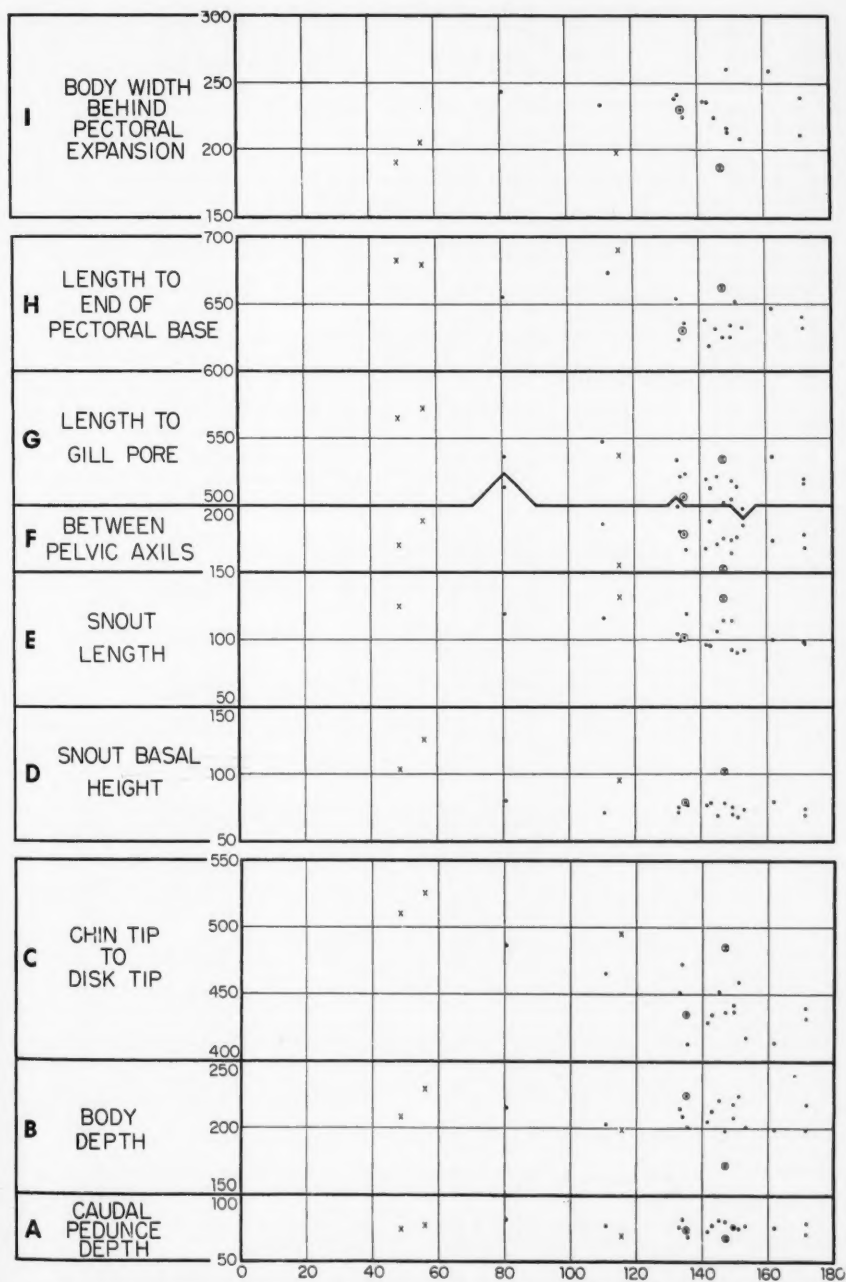 300
I
BODY WIDTH
BEHIND
PECTORAL
EXPANSION
250
200
150
700
H
LENGTH TO
END OF
PECTORAL BASE
650
600
G
LENGTH TO
GILL PORE
550
500
200
F
BETWEEN
PELVIC AXILS
150
E
SNOUT
LENGTH
100
50
150
D
SNOUT BASAL
HEIGHT
100
50
550
C
CHIN TIP
TO
DISK TIP
500
450
400
250
B
BODY
DEPTH
200
150
100
A
CAUDAL
PEDUNCE
DEPTH
50
0 20 40 60 80 100 120 140 160 180